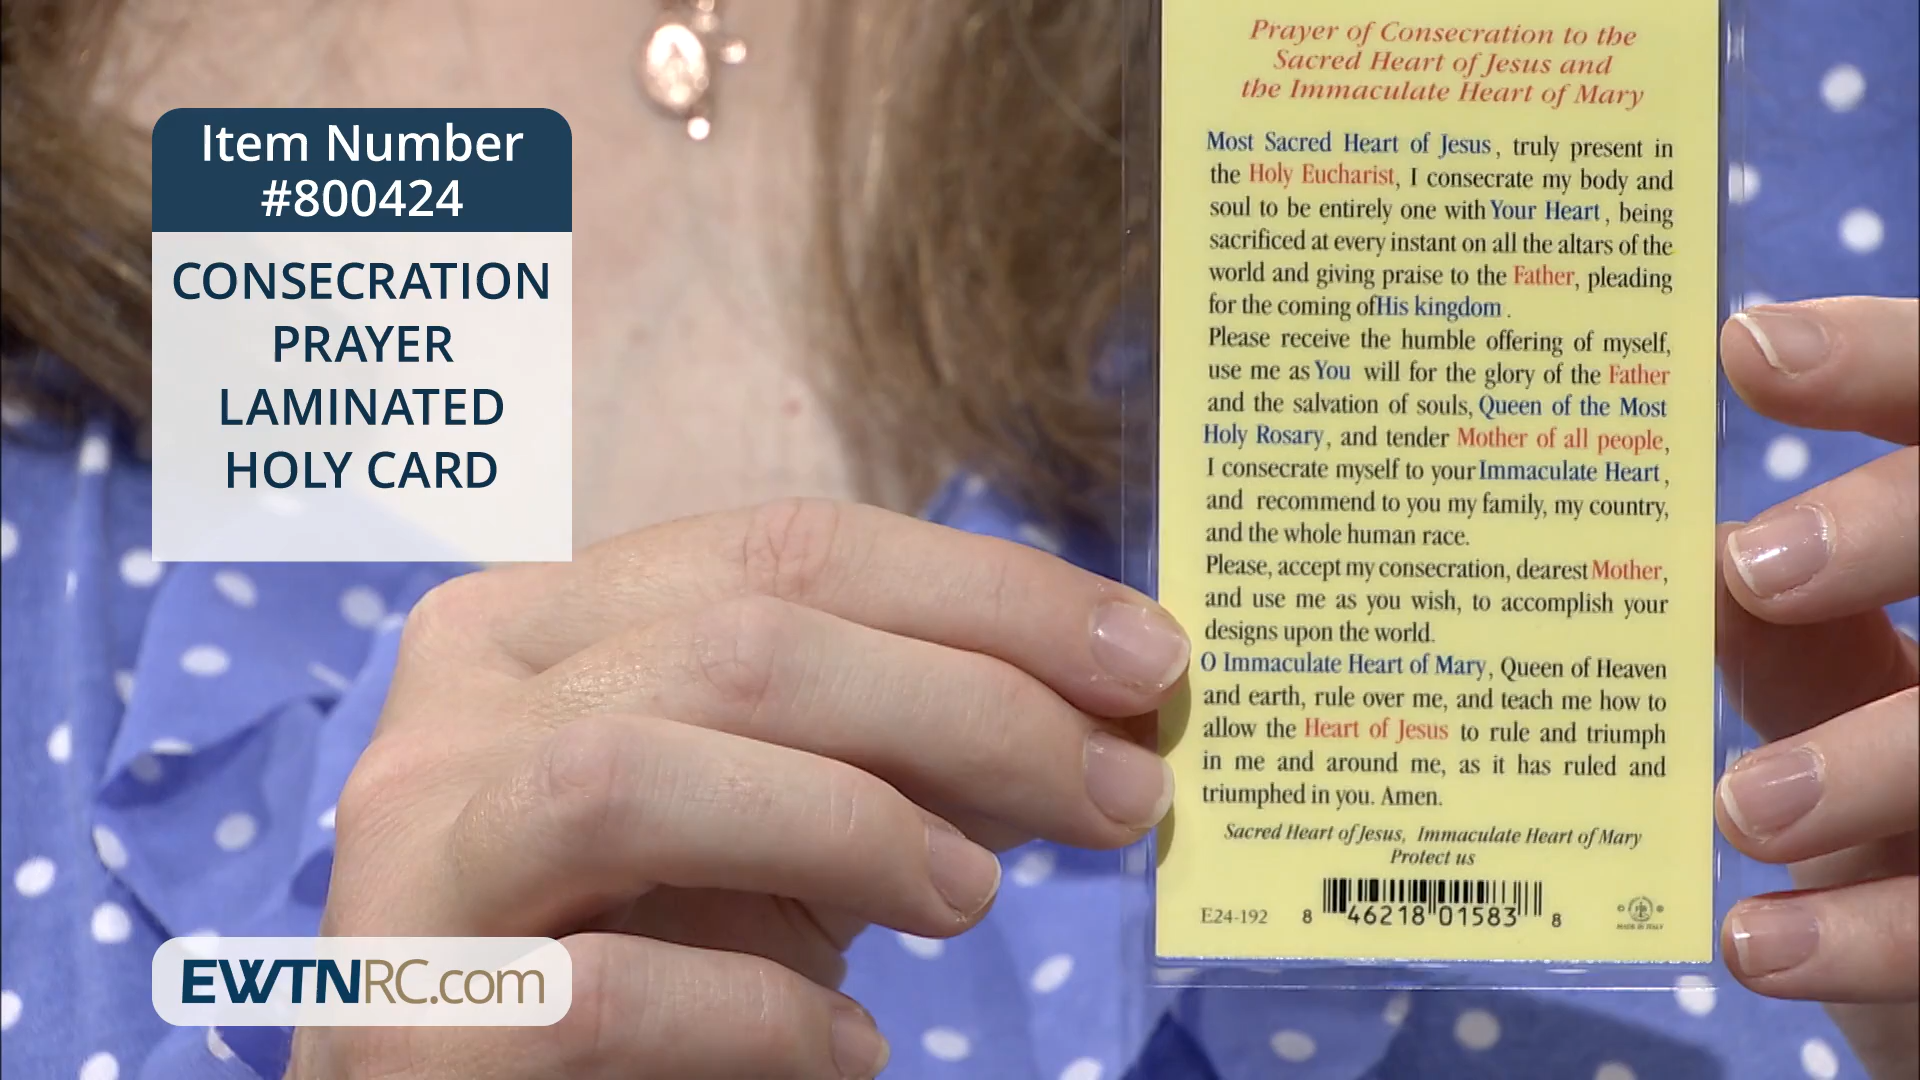 Item Number
#800424
CONSECRATION
PRAYER
LAMINATED
HOLY CARD
EWTNRC.com
Prayer of Consecration to the
Sacred Heart of Jesus and
the Immaculate Heart of Mary
Most Sacred Heart of Jesus, truly present in
the Holy Eucharist, I consecrate my body and
soul to be entirely one with Your Heart, being
sacrificed at every instant on all the altars of the
world and giving praise to the Father, pleading
for the coming of His kingdom.
Please receive the humble offering of myself,
use me as You will for the glory of the Father
and the salvation of souls, Queen of the Most
Holy Rosary, and tender Mother of all people,
I consecrate myself to your Immaculate Heart,
and recommend to you my family, my country,
and the whole human race.
Please, accept my consecration, dearest Mother,
and use me as you wish, to accomplish your
designs upon the world.
O Immaculate Heart of Mary, Queen of Heaven
and earth, rule over me, and teach me how to
allow the Heart of Jesus to rule and triumph
in me and around me, as it has ruled and
triumphed in you. Amen.
Sacred Heart of Jesus, Immaculate Heart of Mary
Protect us
E24-192 8 46218 01583 8
MADE IN ITALY